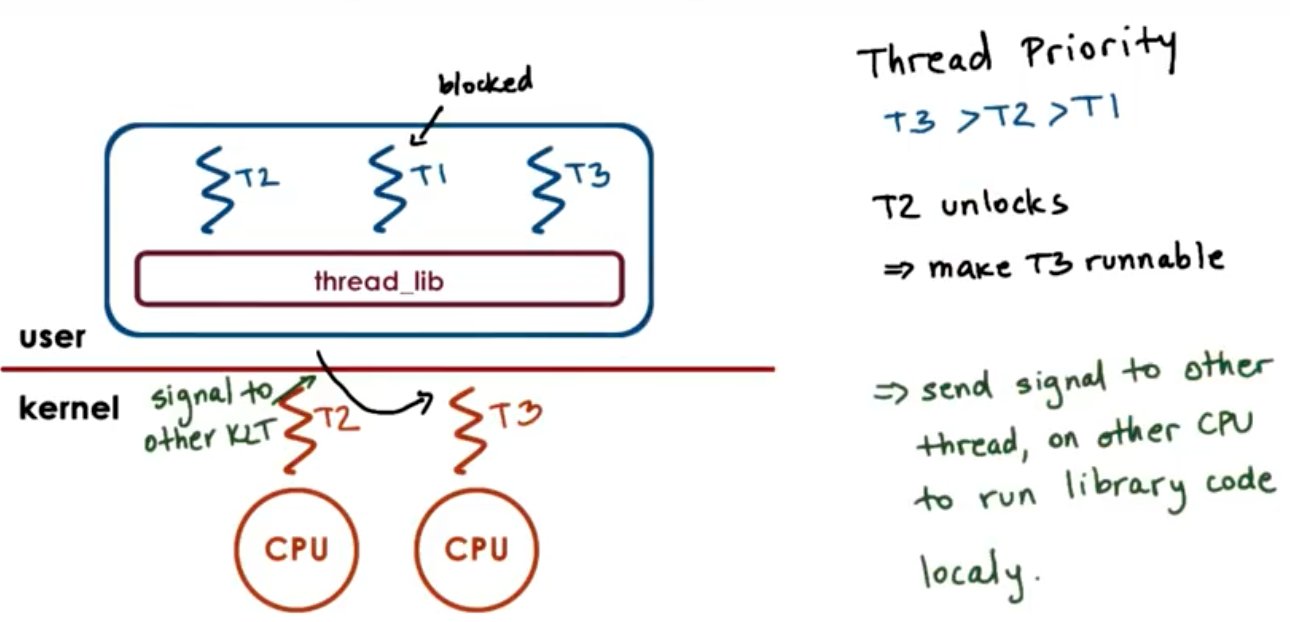 blocked
T2
T1
T3
thread_lib
user
kernel
signal to
other KLT
T2
T3
CPU
CPU
Thread Priority
T3 > T2 > T1
T2 unlocks
⇒ make T3 runnable
⇒ send signal to other
thread, on other CPU
to run library code
localy.